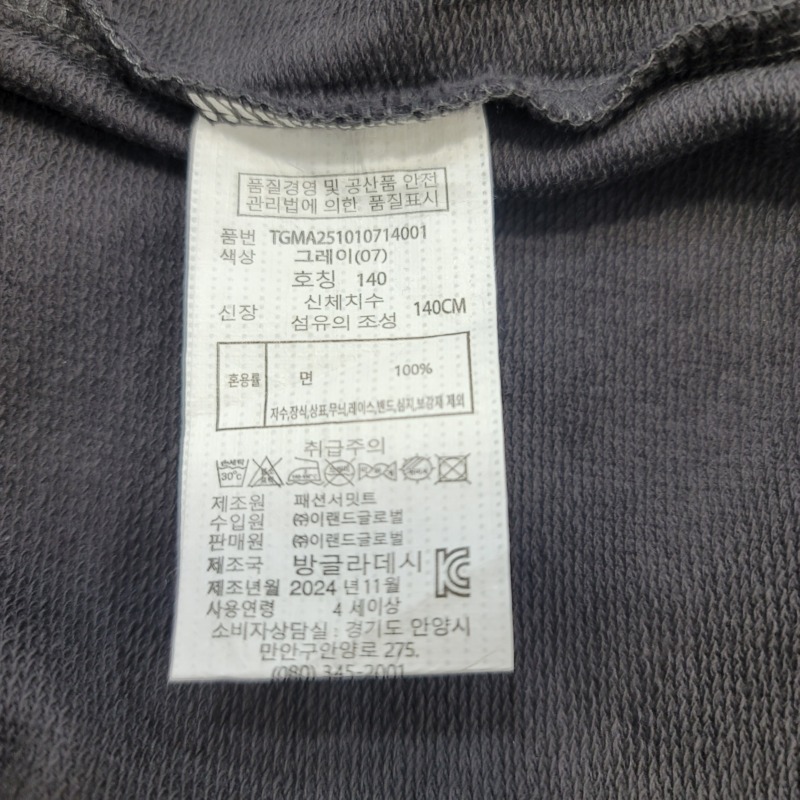 품질경영 및 공산품 안전
관리법에 의한 품질표시
품번 TGMA251010714001
색상 그레이(07)
호칭 140
신체치수
신장 140CM
섬유의 조성
혼용률 면 100%
자수,장식,상표,무늬,레이스,밴드,심지,보강재 제외
취급주의
손세탁
30°C
제조원 패션서밋트
수입원 ㈜이랜드글로벌
판매원 ㈜이랜드글로벌
제조국 방글라데시
제조년월 2024 년11월
사용연령 4 세이상
소비자상담실 : 경기도 안양시
만안구안양로 275.
(080) 345-2001